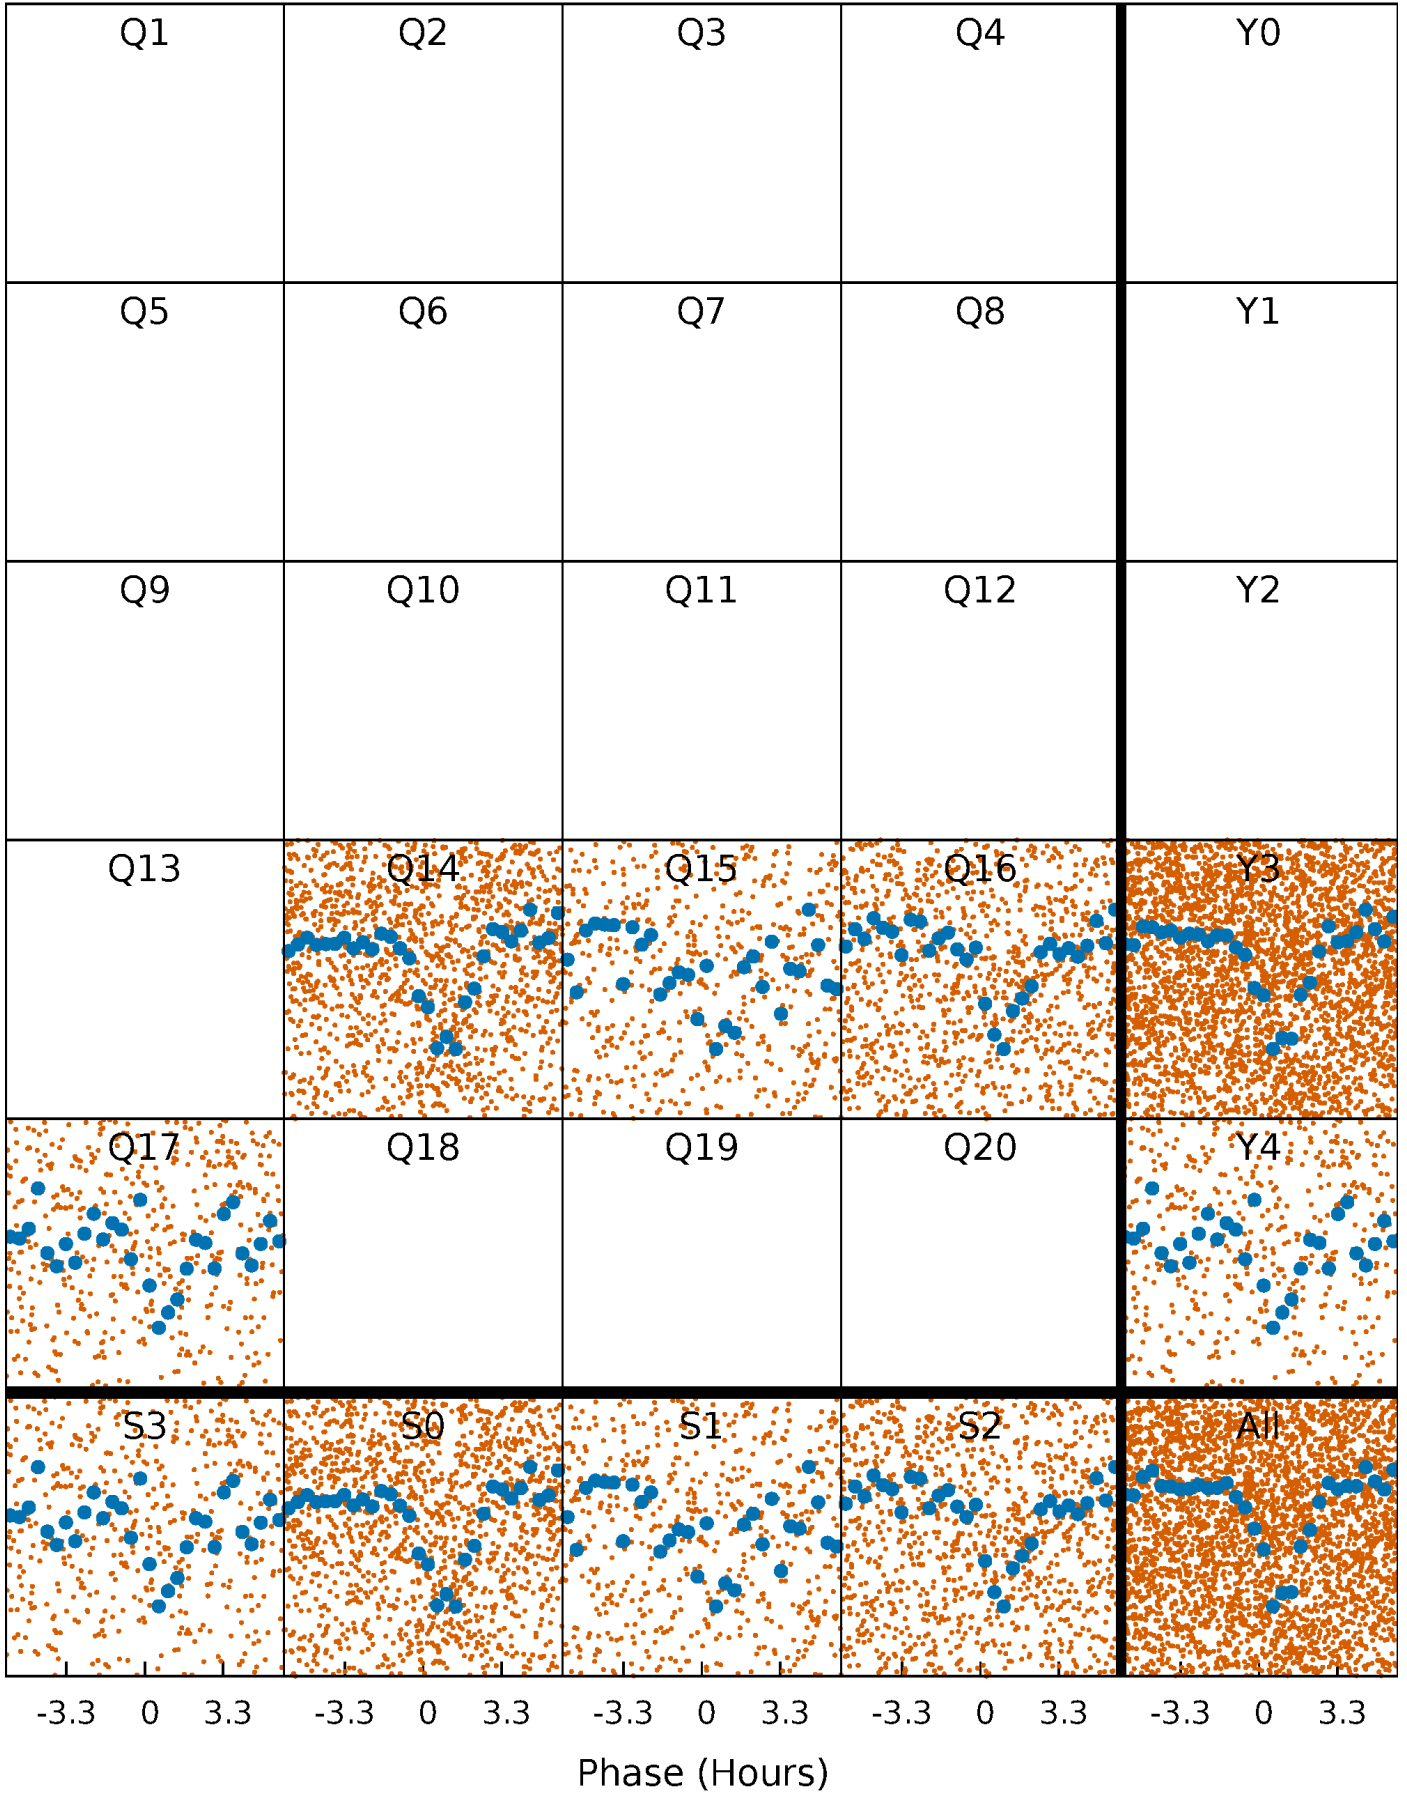 Q1 Q2 Q3 Q4 Y0
Q5 Q6 Q7 Q8 Y1
Q9 Q10 Q11 Q12 Y2
Q13 Q14 Q15 Q16 Y3
Q17 Q18 Q19 Q20 Y4
S3 S0 S1 S2 All
-3.3 0 3.3 -3.3 0 3.3 -3.3 0 3.3 -3.3 0 3.3 -3.3 0 3.3
Phase (Hours)